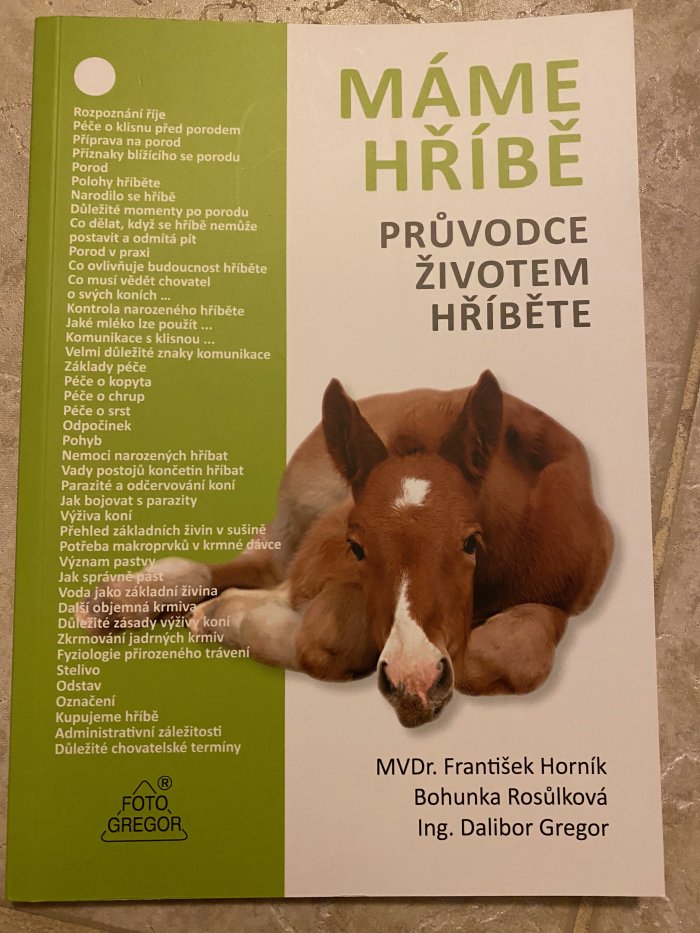 MÁME
HŘÍBĚ
PRŮVODCE
ŽIVOTEM
HŘÍBĚTE
Rozpoznání říje
Péče o klisnu před porodem
Příprava na porod
Příznaky blížícího se porodu
Porod
Polohy hříběte
Narodilo se hříbě
Důležité momenty po porodu
Co dělat, když se hříbě nemůže
postavit a odmítá pít
Porod v praxi
Co ovlivňuje budoucnost hříběte
Co musí vědět chovatel
o svých koních ...
Kontrola narozeného hříběte
Jaké mléko lze použít ...
Komunikace s klisnou ...
Velmi důležité znaky komunikace
Základy péče
Péče o kopyta
Péče o chrup
Péče o srst
Odpočinek
Pohyb
Nemoci narozených hříbat
Vady postojů končetin hříbat
Parazité a odčervování koní
Jak bojovat s parazity
Výživa koní
Přehled základních živin v sušině
Potřeba makroprvků v krmné dávce
Význam pastvy
Jak správně pást
Voda jako základní živina
Další objemná krmiva
Důležité zásady výživy koní
Zkrmování jadrných krmiv
Fyziologie přirozeného trávení
Stelivo
Odstav
Označení
Kupujeme hříbě
Administrativní záležitosti
Důležité chovatelské termíny
MVDr. František Horník
Bohunka Rosůlková
Ing. Dalibor Gregor
FOTO ®
GREGOR